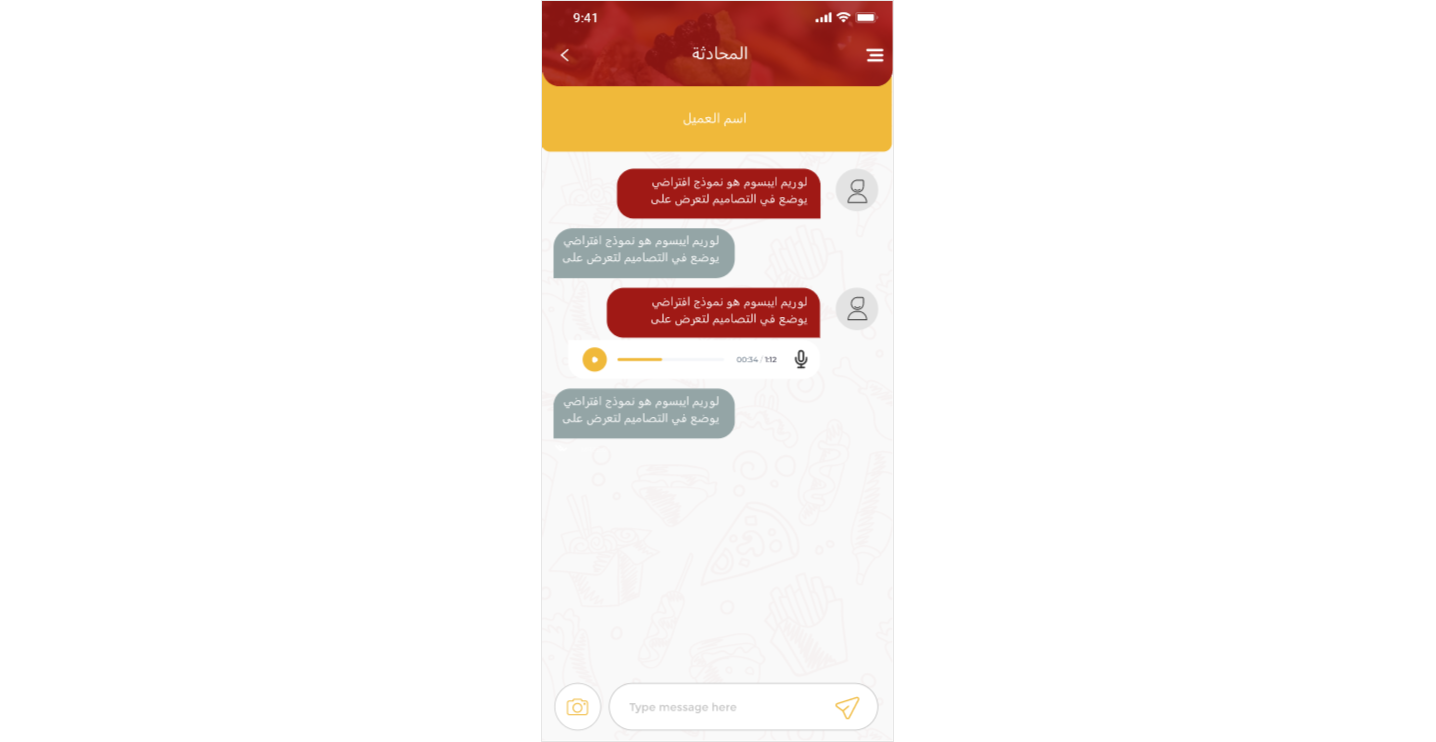 9:41
المحادثة
اسم العميل
لوريم ايبسوم هو نموذج افتراضي
يوضع في التصاميم لتعرض على
لوريم ايبسوم هو نموذج افتراضي
يوضع في التصاميم لتعرض على
لوريم ايبسوم هو نموذج افتراضي
يوضع في التصاميم لتعرض على
00:34 / 1:12
لوريم ايبسوم هو نموذج افتراضي
يوضع في التصاميم لتعرض على
Type message here